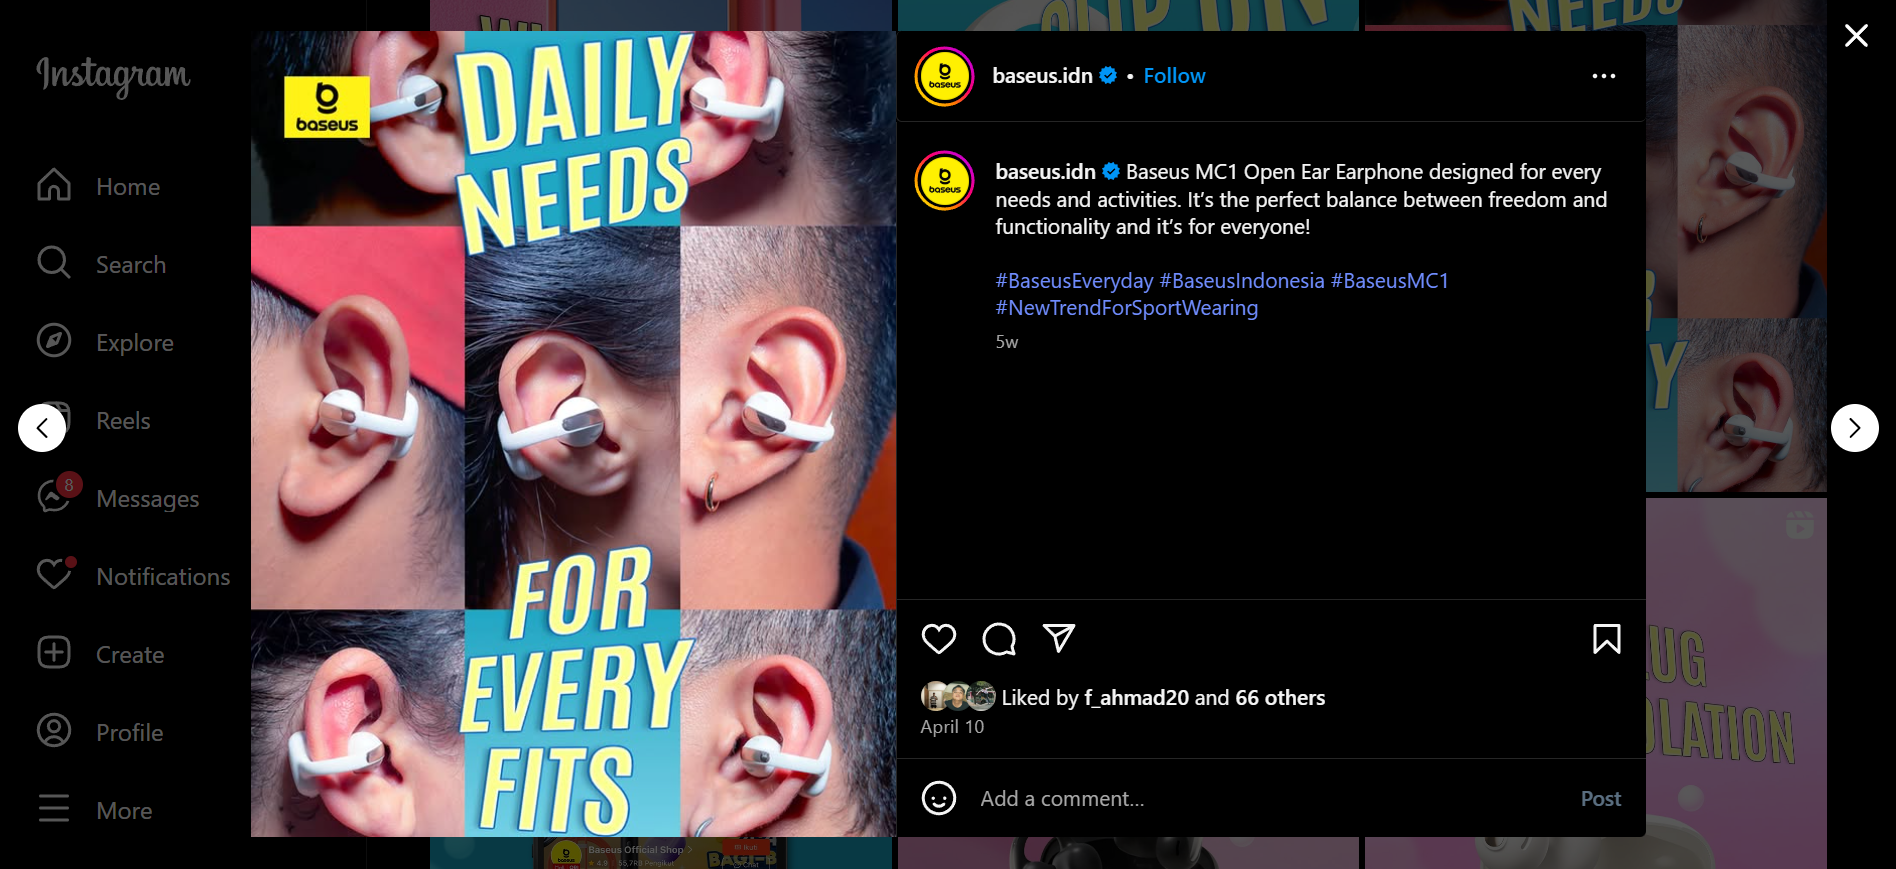 Instagram
Home
Search
Explore
Reels
8
Messages
Notifications
Create
Profile
More
baseus
DAILY
NEEDS
FOR
EVERY
FITS
baseus
baseus.idn • Follow
baseus
baseus.idn Baseus MC1 Open Ear Earphone designed for every
needs and activities. It's the perfect balance between freedom and
functionality and it's for everyone!
#BaseusEveryday #BaseusIndonesia #BaseusMC1
#NewTrendForSportWearing
5w
Liked by f_ahmad20 and 66 others
April 10
Add a comment...
Post
NEEDS
Y
UG
OLATION
Baseus Official Shop